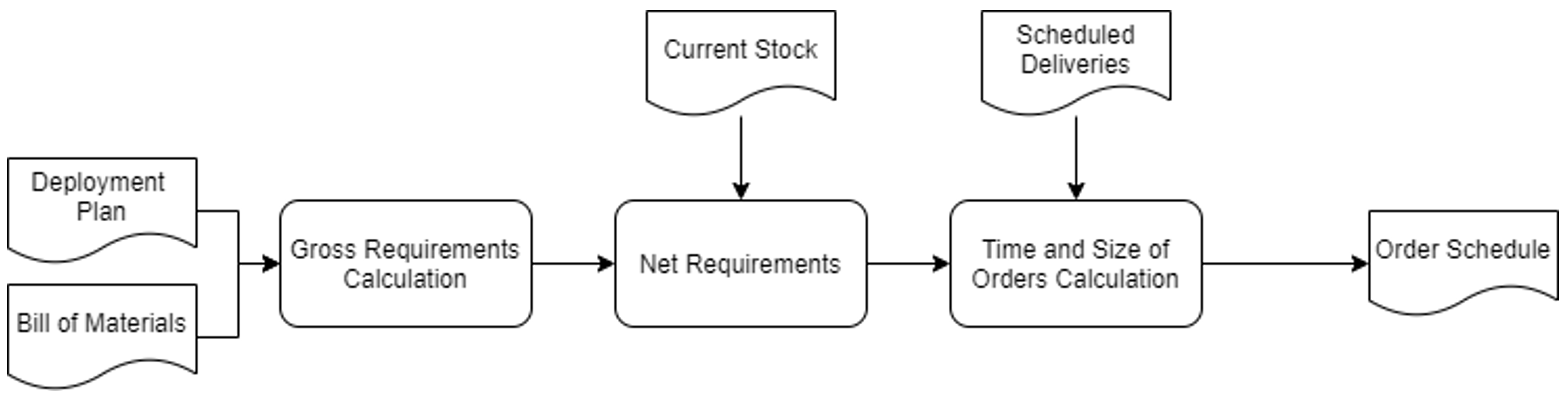 Current Stock
Scheduled
Deliveries
Deployment
Plan
Bill of Materials
Gross Requirements
Calculation
Net Requirements
Time and Size of
Orders Calculation
Order Schedule